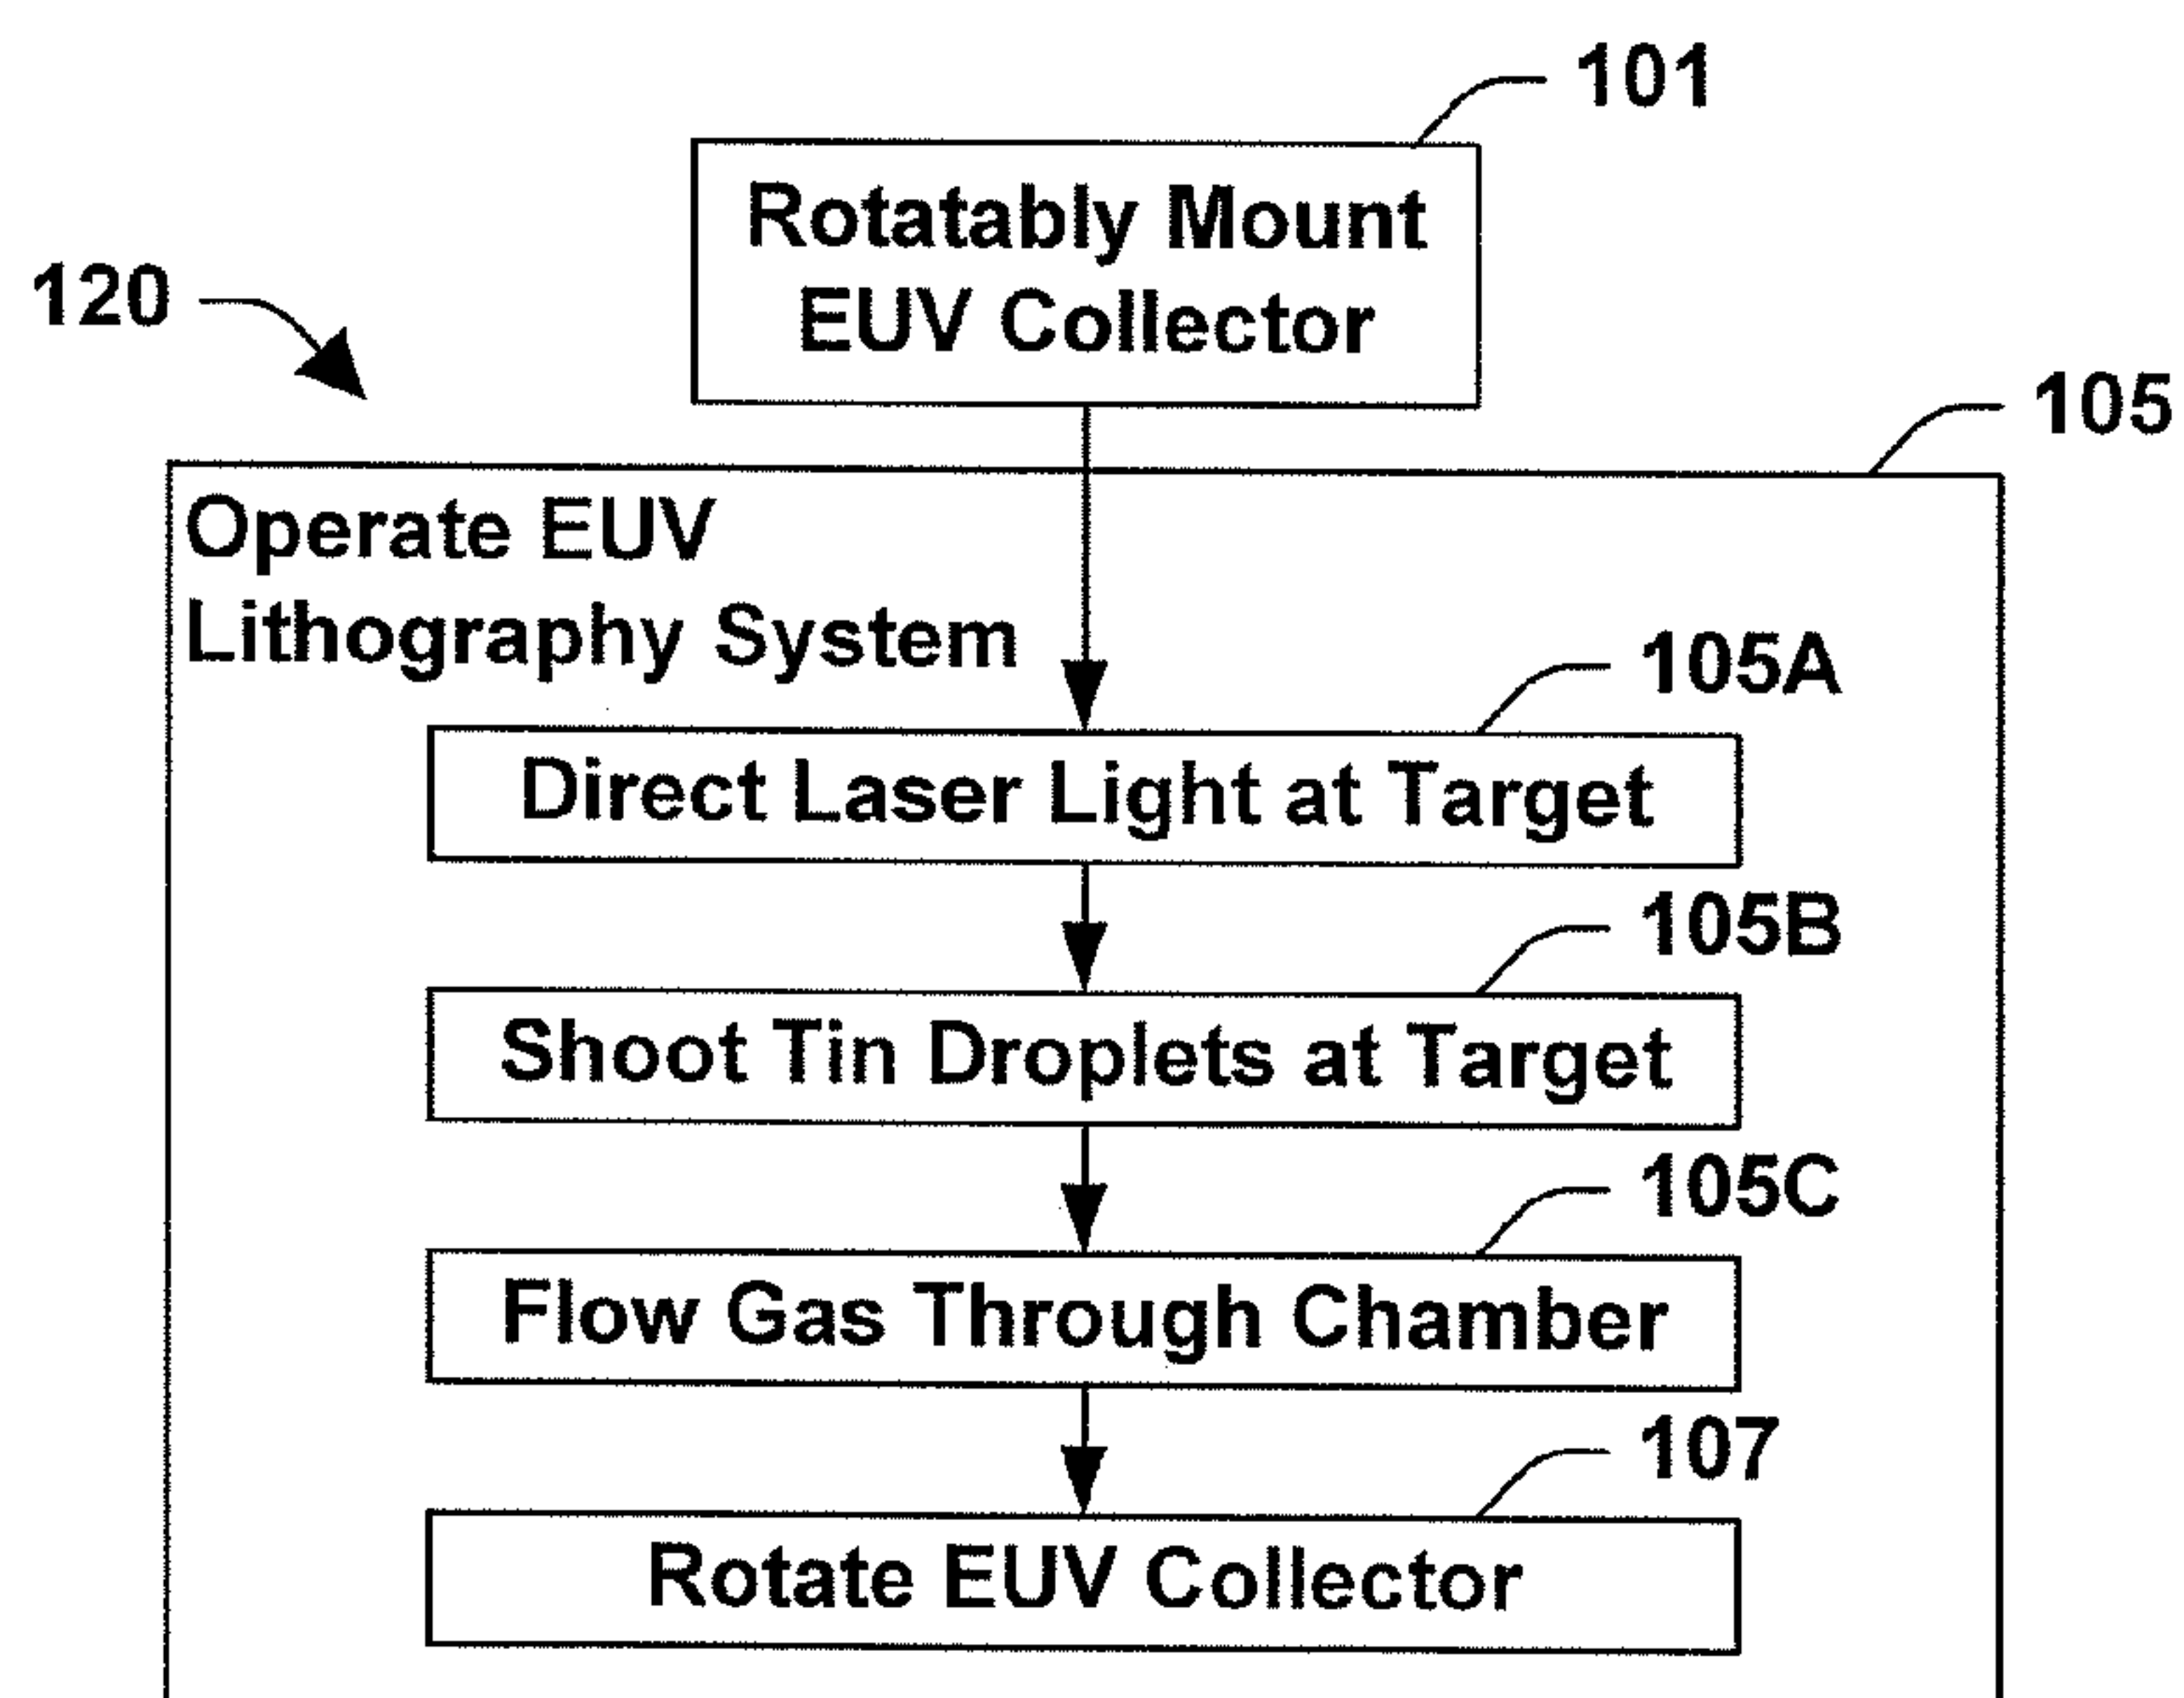 101
Rotatably Mount
EUV Collector
120
105
Operate EUV
Lithography System
105A
Direct Laser Light at Target
105B
Shoot Tin Droplets at Target
105C
Flow Gas Through Chamber
107
Rotate EUV Collector